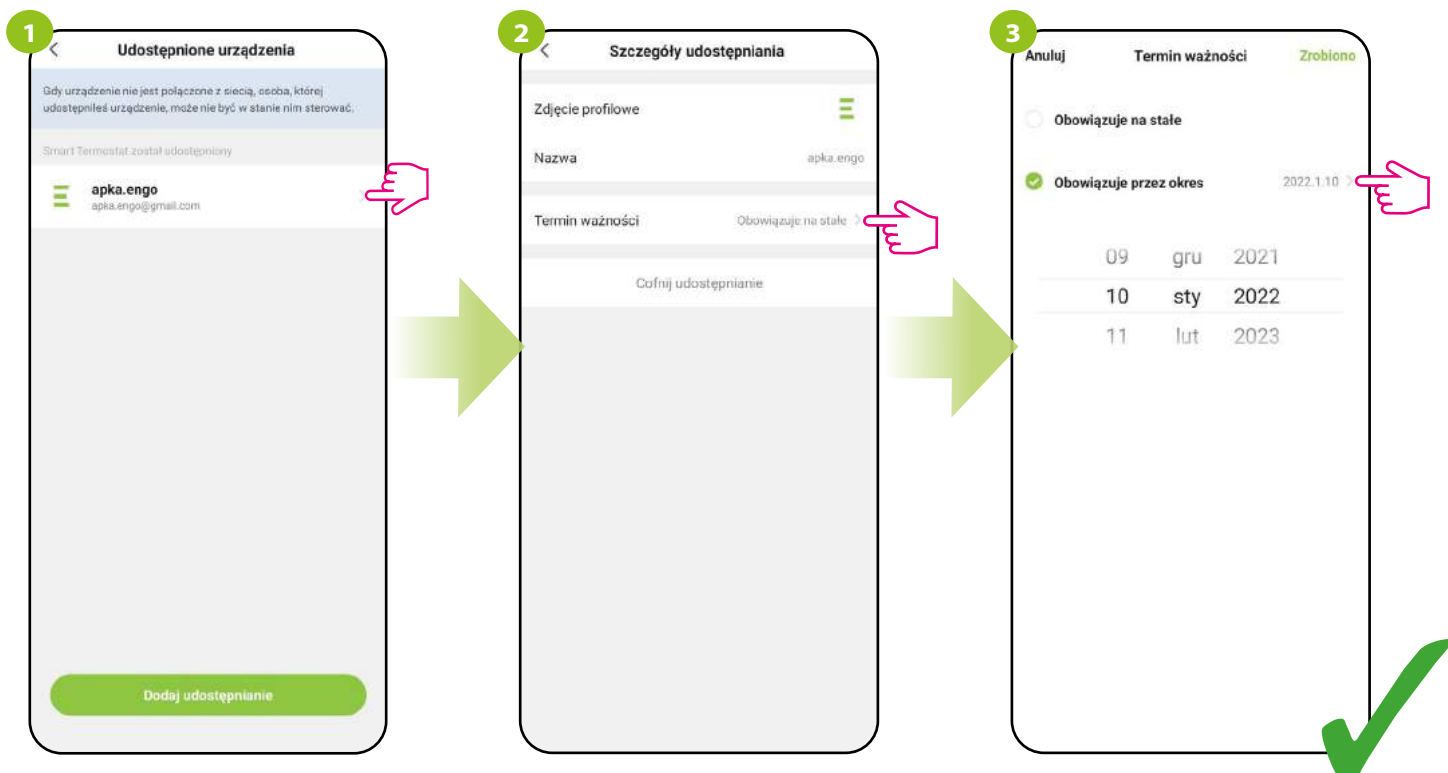 1
Udostępnione urządzenia
Gdy urządzenie nie jest połączone z siecią, osoba, której
udostępniłeś urządzenie, może nie być w stanie nim sterować.
Smart Termostat został udostępniony
apka.engo
apka.engo@gmail.com
Dodaj udostępnianie
2
Szczegóły udostępniania
Zdjęcie profilowe
Nazwa apka.engo
Termin ważności Obowiązuje na stałe
Cofnij udostępnianie
3
Anuluj Termin ważności Zrobiono
Obowiązuje na stałe
Obowiązuje przez okres 2022.1.10
09 gru 2021
10 sty 2022
11 lut 2023